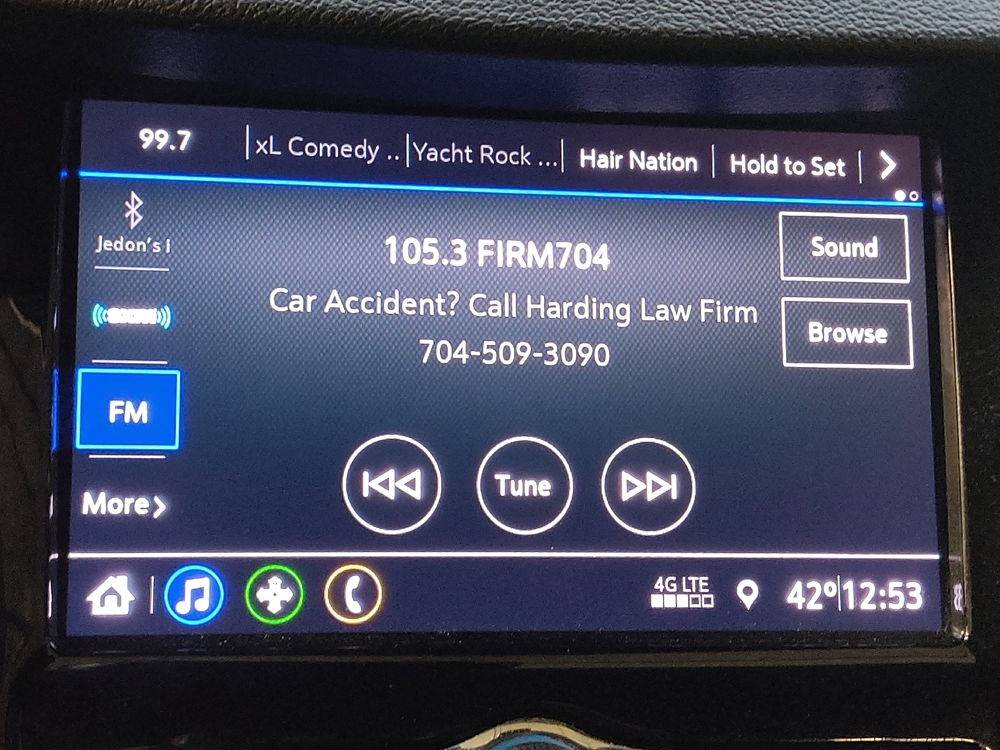 99.7
xL Comedy ..
Yacht Rock ...
Hair Nation
Hold to Set
Jedon's i
105.3 FIRM704
Sound
Car Accident? Call Harding Law Firm
704-509-3090
Browse
FM
Tune
More
4G LTE
42° 12:53